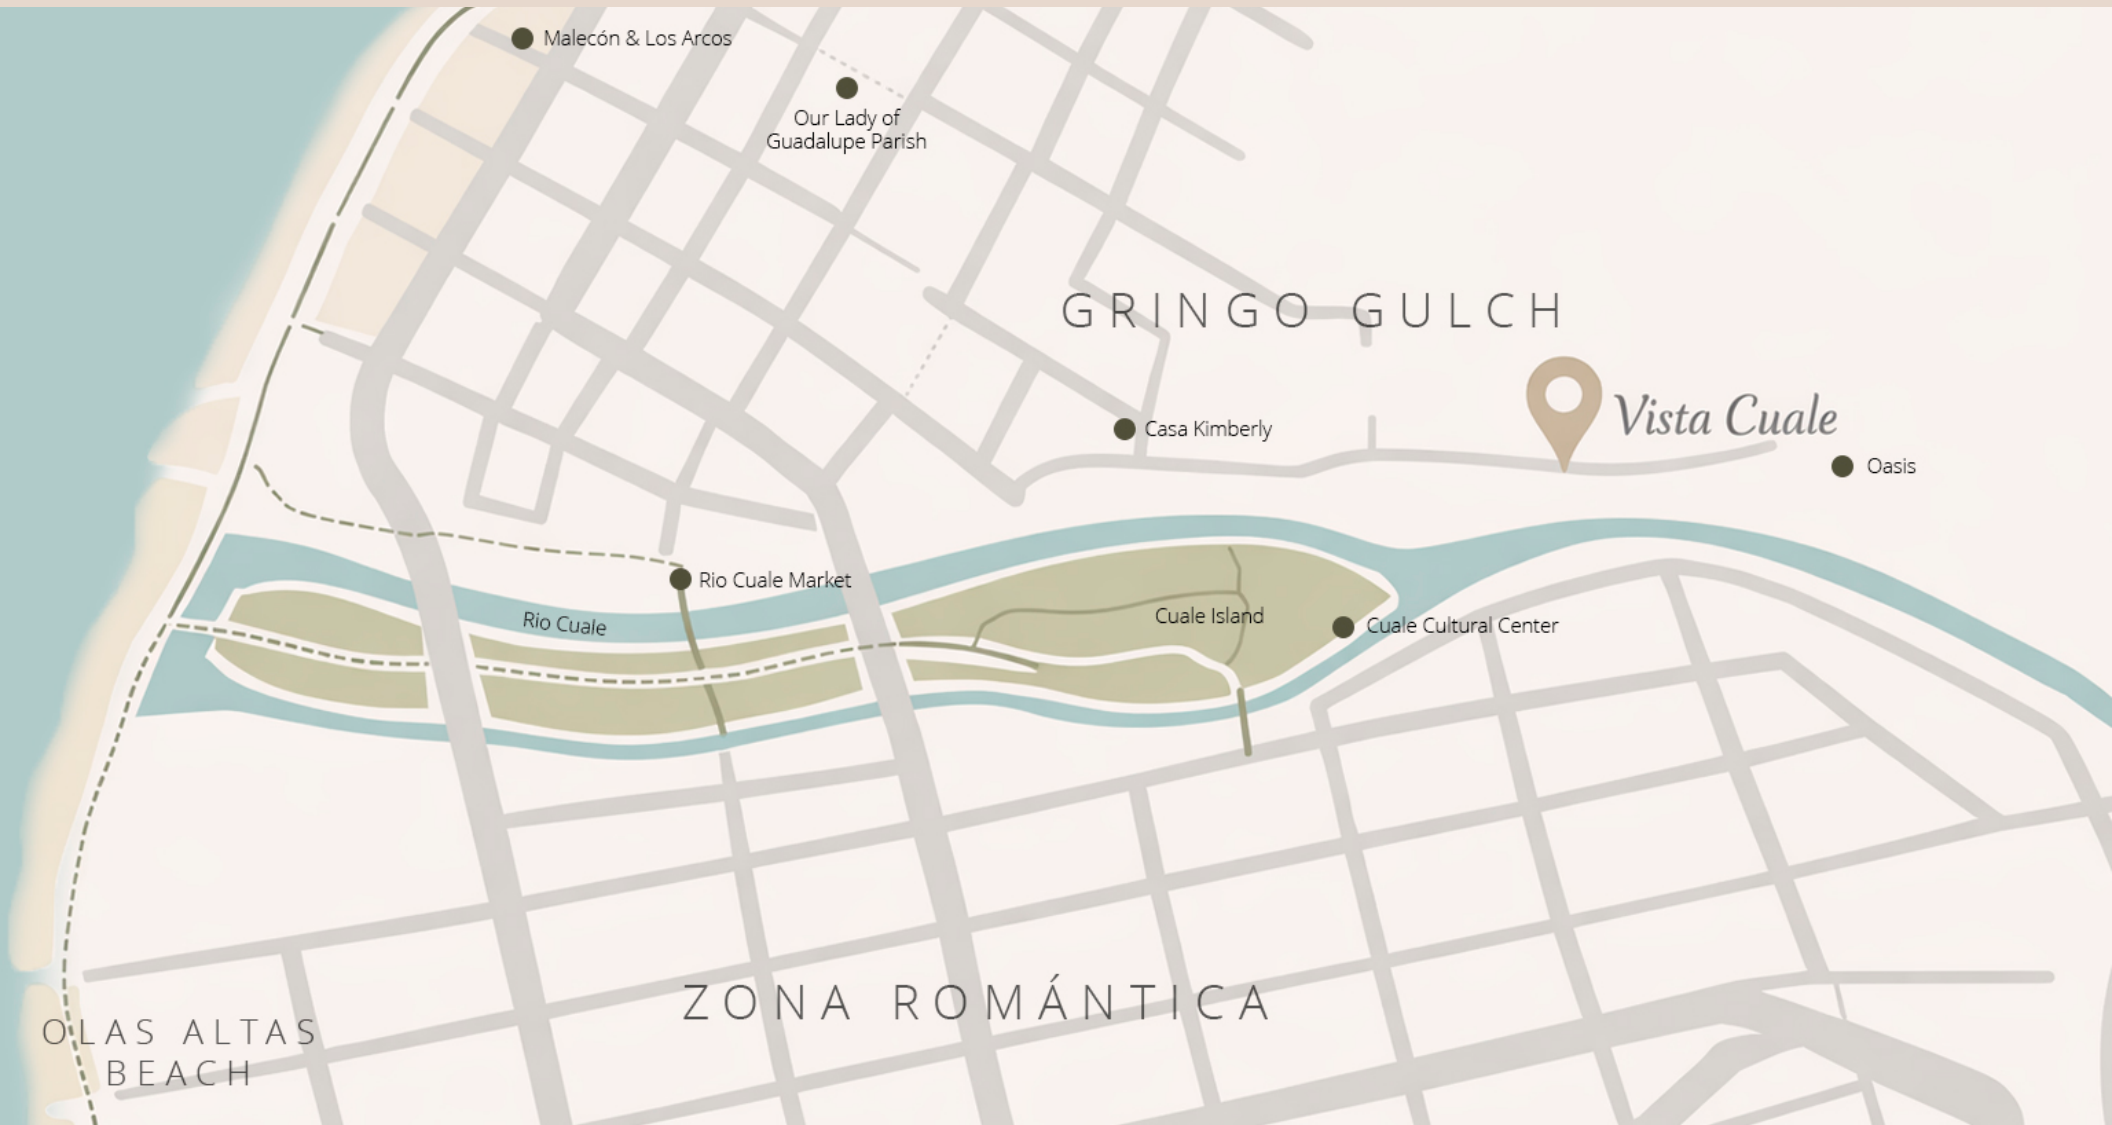 Malecón & Los Arcos
Our Lady of
Guadalupe Parish
GRINGO GULCH
Vista Cuale
Casa Kimberly
Oasis
Rio Cuale Market
Rio Cuale
Cuale Island
Cuale Cultural Center
ZONA ROMÁNTICA
OLAS ALTAS
BEACH